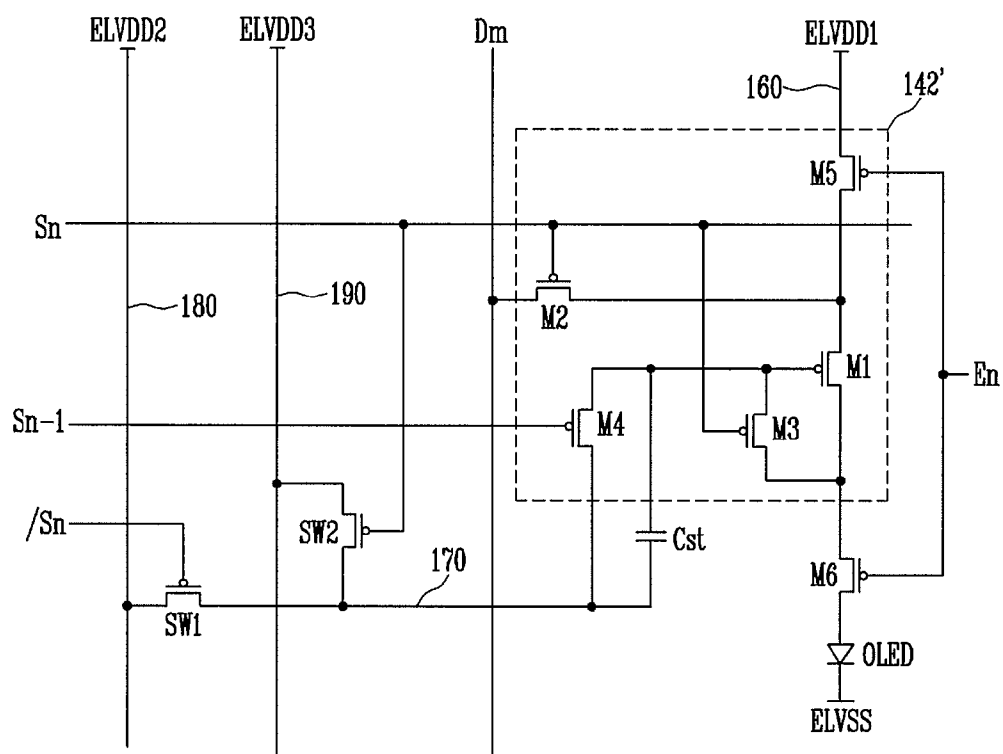 ELVDD2 ELVDD3 Dm ELVDD1
160 142'
M5
Sn
180 190 M2
M1
En
Sn-1 M4 M3
/Sn SW2 Cst
170 M6
SW1 OLED
ELVSS